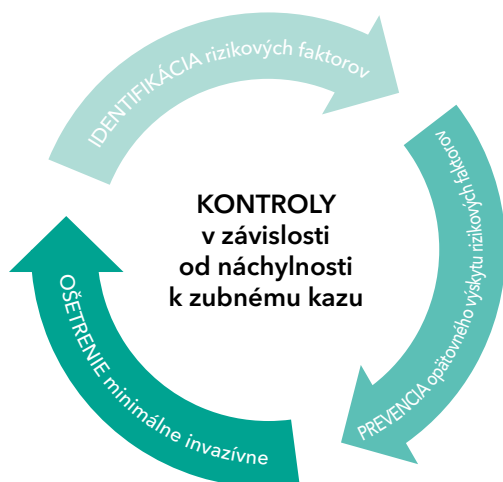 IDENTIFIKÁCIA rizikových faktorov
PREVENCIA opätovného výskytu rizikových faktorov
OŠETRENIE minimálne invazívne
KONTROLY
v závislosti
od náchylnosti
k zubnému kazu